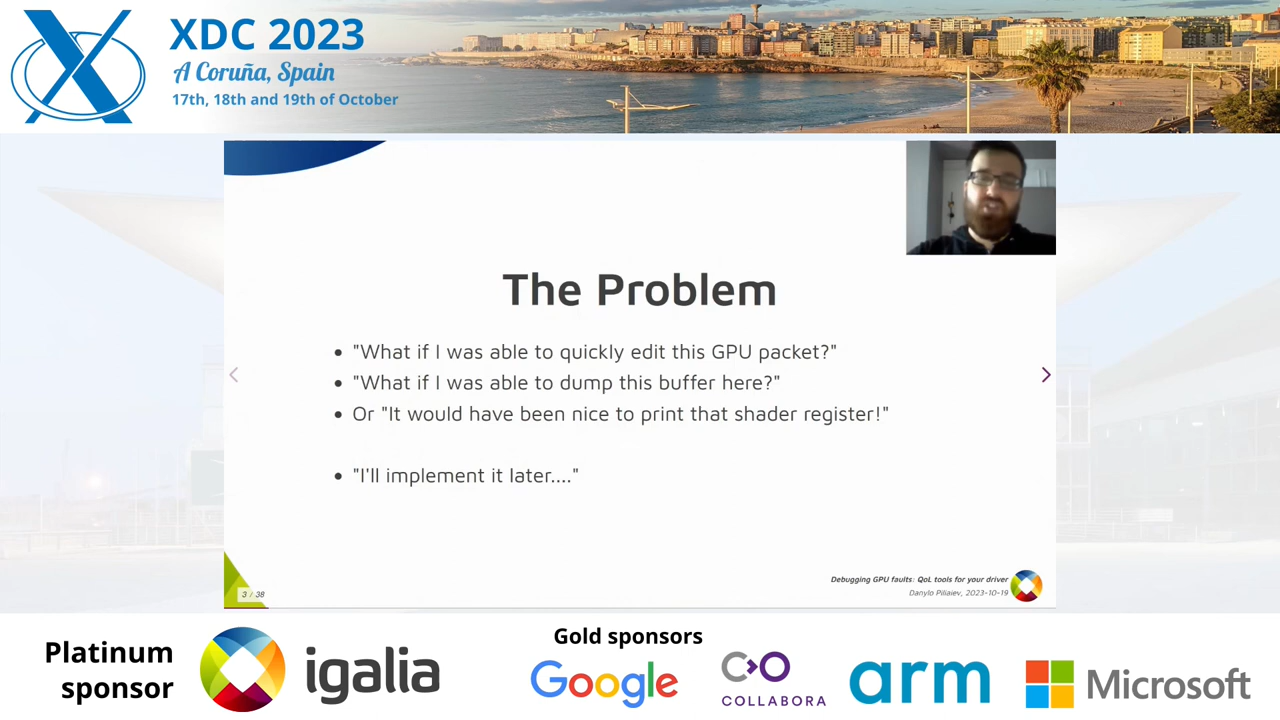 XDC 2023
A Coruña, Spain
17th, 18th and 19th of October
The Problem
"What if I was able to quickly edit this GPU packet?"
"What if I was able to dump this buffer here?"
Or "It would have been nice to print that shader register!"
"I'll implement it later...."
3 / 38
Debugging GPU faults: QoL tools for your driver
Danylo Piliaiev, 2023-10-19
Platinum
sponsor
igalia
Gold sponsors
Google
COLLABORA
arm
Microsoft